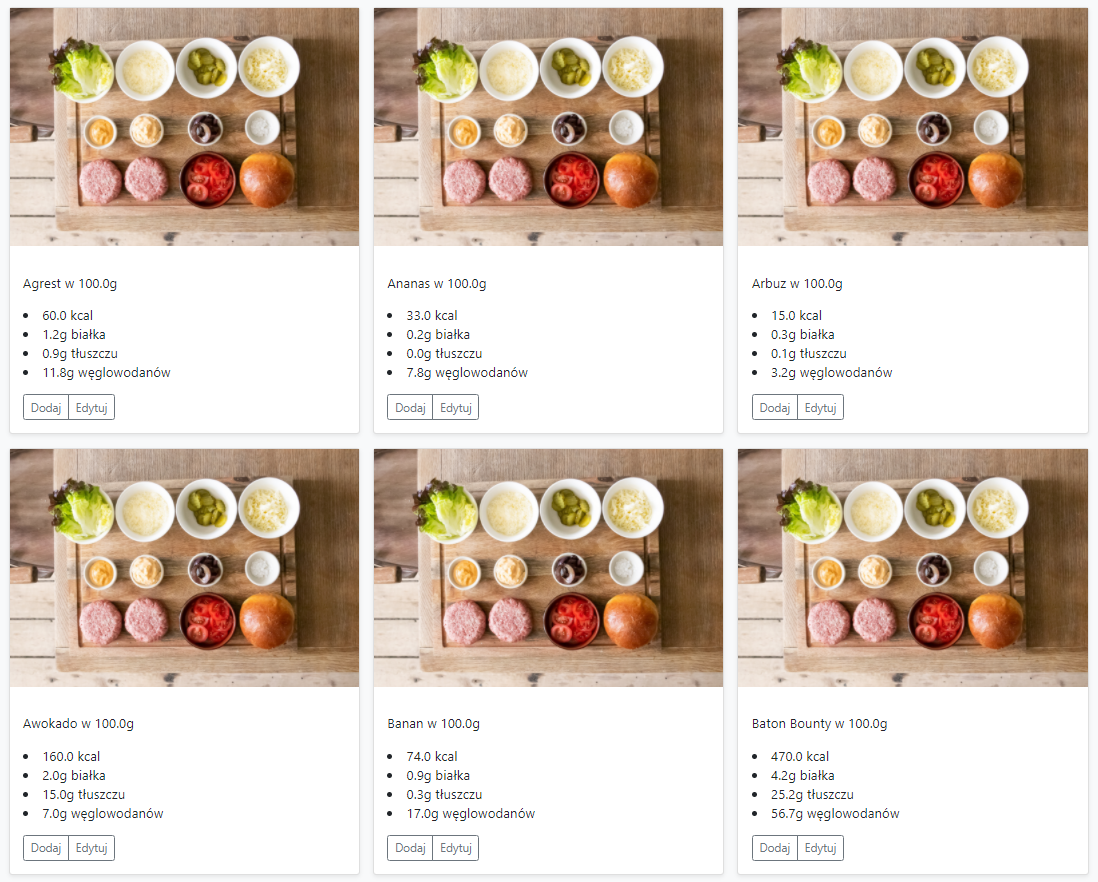 Agrest w 100.0g
60.0 kcal
1.2g białka
0.9g tłuszczu
11.8g węglowodanów
Dodaj Edytuj
Ananas w 100.0g
33.0 kcal
0.2g białka
0.0g tłuszczu
7.8g węglowodanów
Dodaj Edytuj
Arbuz w 100.0g
15.0 kcal
0.3g białka
0.1g tłuszczu
3.2g węglowodanów
Dodaj Edytuj
Awokado w 100.0g
160.0 kcal
2.0g białka
15.0g tłuszczu
7.0g węglowodanów
Dodaj Edytuj
Banan w 100.0g
74.0 kcal
0.9g białka
0.3g tłuszczu
17.0g węglowodanów
Dodaj Edytuj
Baton Bounty w 100.0g
470.0 kcal
4.2g białka
25.2g tłuszczu
56.7g węglowodanów
Dodaj Edytuj